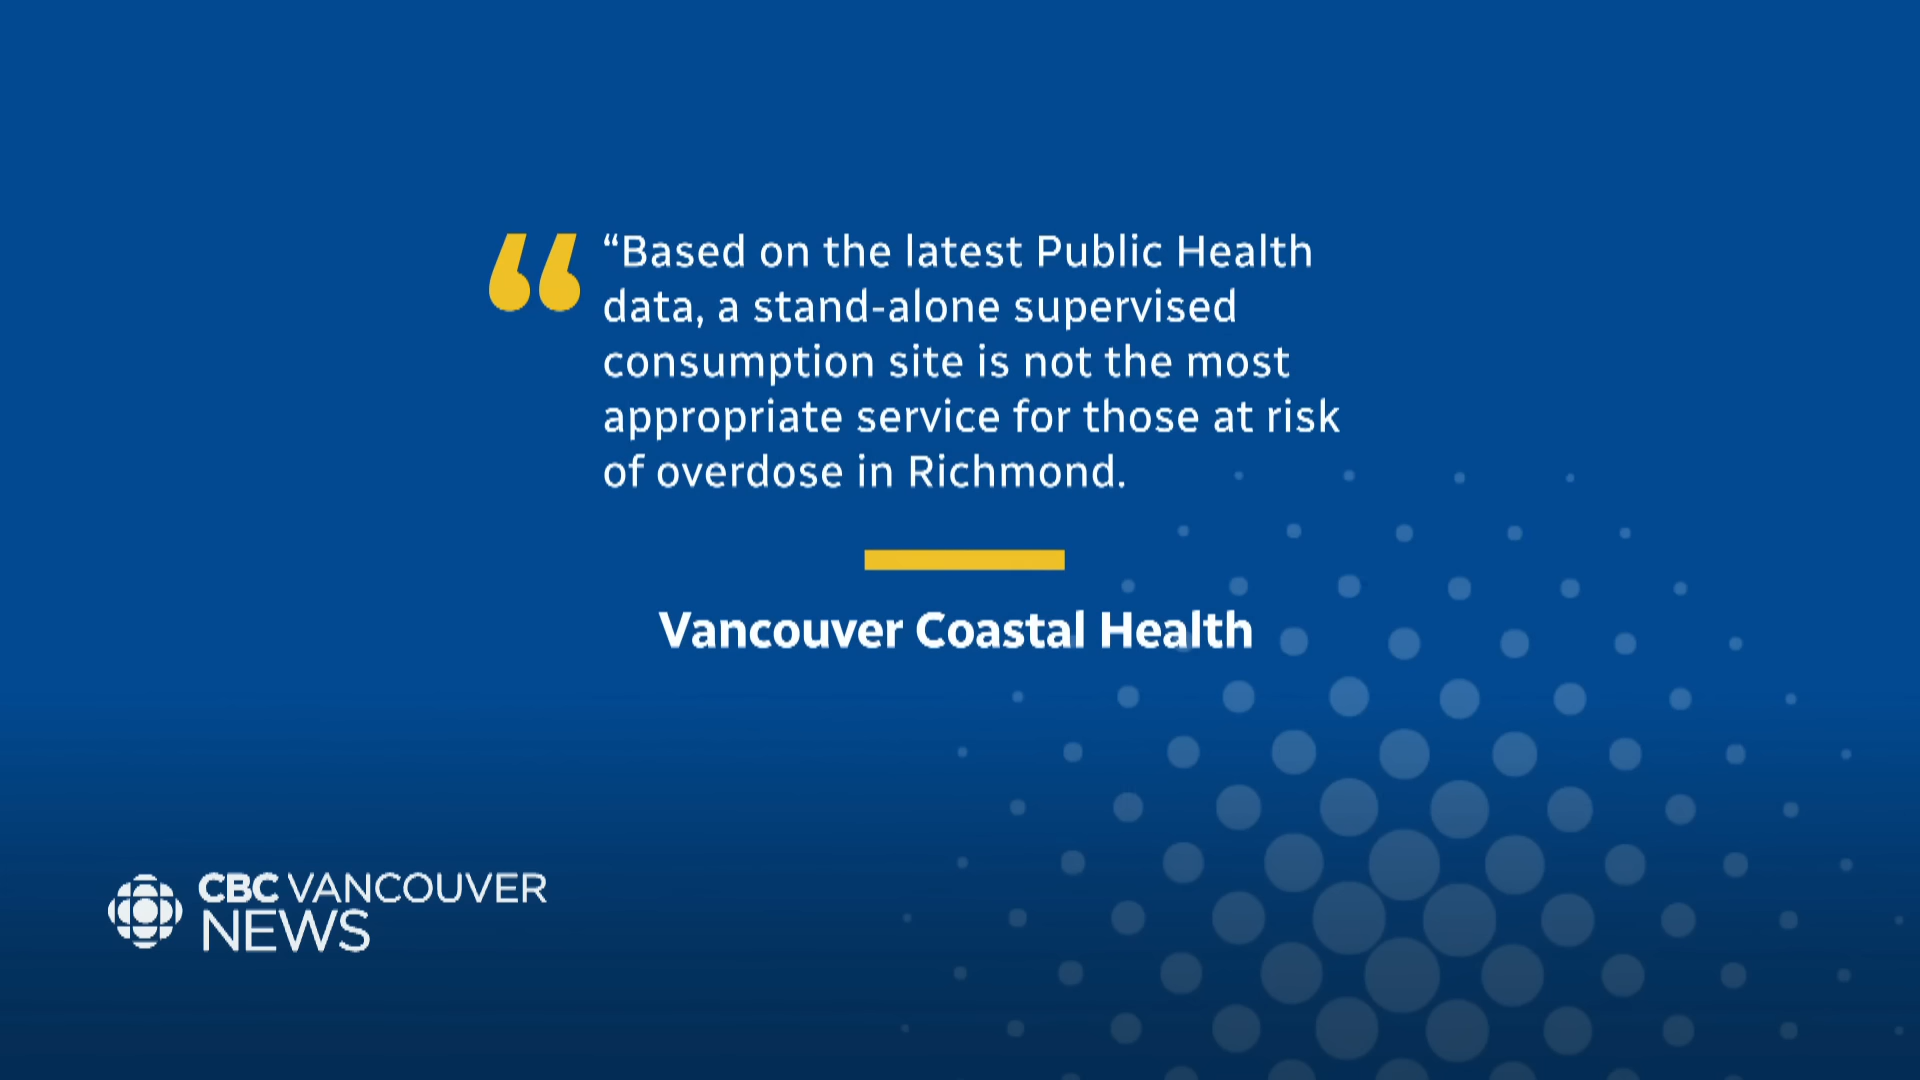 “Based on the latest Public Health
data, a stand-alone supervised
consumption site is not the most
appropriate service for those at risk
of overdose in Richmond.
Vancouver Coastal Health
CBC VANCOUVER
NEWS